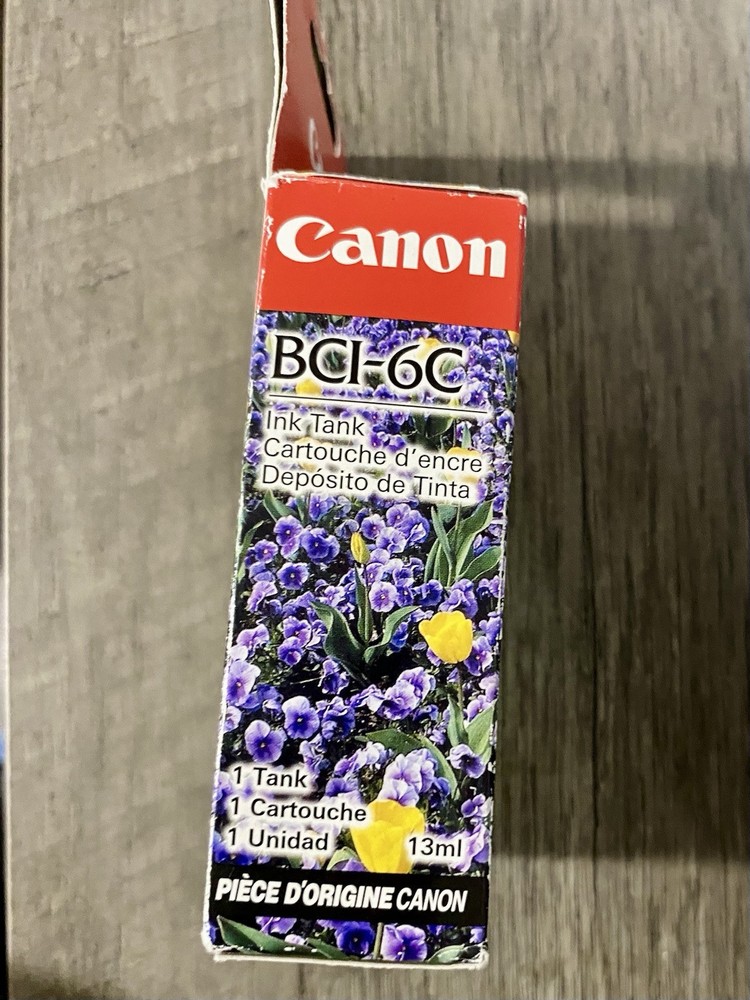 Canon
BCI-6C
Ink Tank
Cartouche d'encre
Depósito de Tinta
1 Tank
1 Cartouche
1 Unidad 13ml
PIÈCE D'ORIGINE CANON